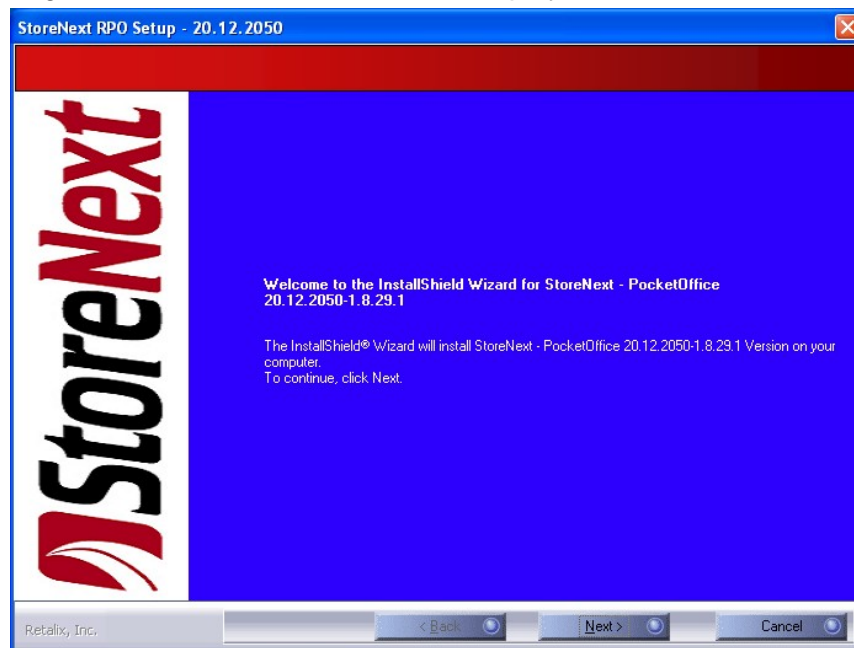 StoreNext RPO Setup - 20.12.2050
StoreNext
Welcome to the InstallShield Wizard for StoreNext - PocketOffice
20.12.2050-1.8.29.1
The InstallShield® Wizard will install StoreNext - PocketOffice 20.12.2050-1.8.29.1 Version on your
computer.
To continue, click Next.
Retalix, Inc.
< Back
Next >
Cancel